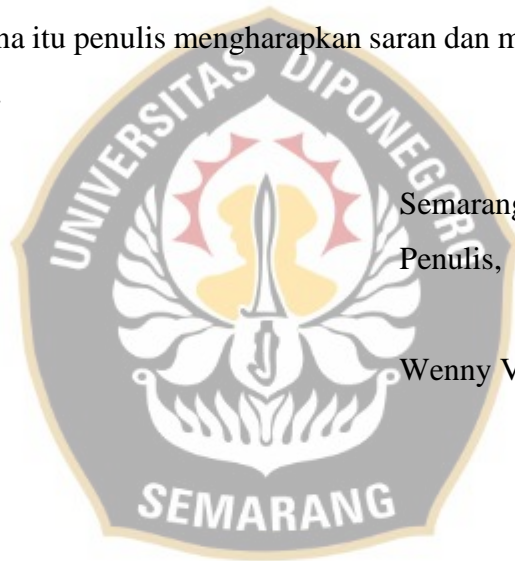 na itu penulis mengharapkan saran dan m
UNIVERSITAS DIPONEGORO
Semarang
Penulis,
Wenny V
SEMARANG